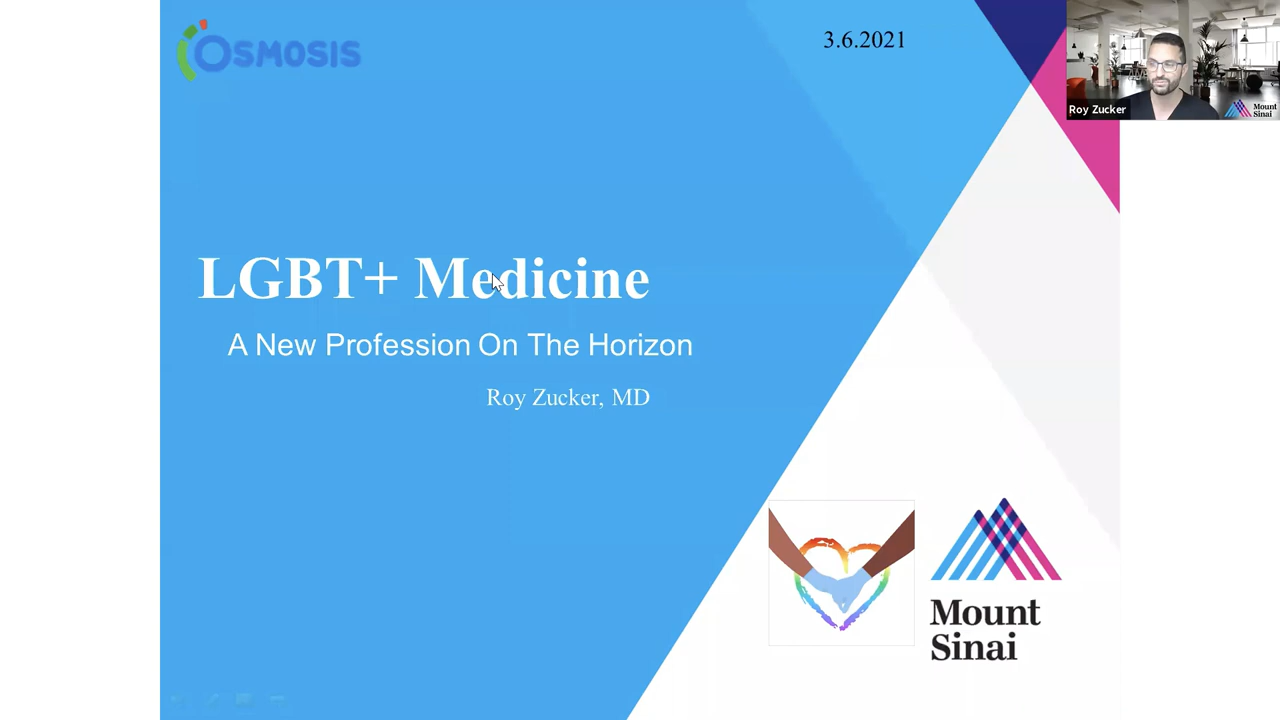 OSMOSIS
3.6.2021
Roy Zucker
Mount
Sinai
LGBT+ Medicine
A New Profession On The Horizon
Roy Zucker, MD
Mount
Sinai